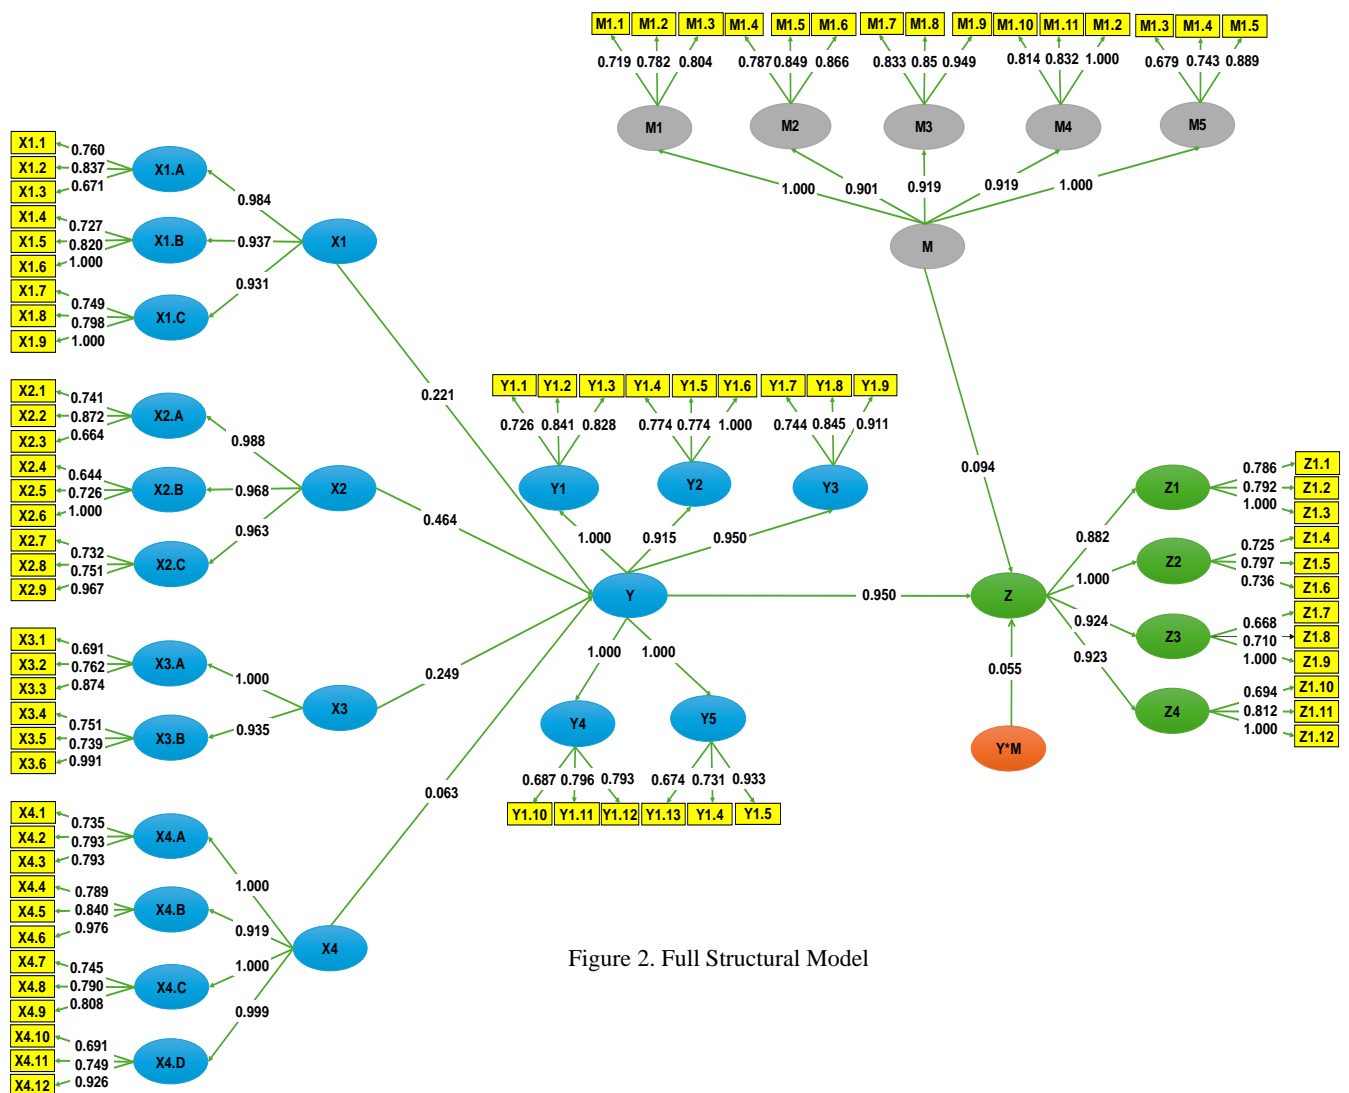 M1.1 M1.2 M1.3 M1.4 M1.5 M1.6 M1.7 M1.8 M1.9 M1.10 M1.11 M1.2 M1.3 M1.4 M1.5
0.719 0.782 0.804 0.787 0.849 0.866 0.833 0.85 0.949 0.814 0.832 1.000 0.679 0.743 0.889
M1 M2 M3 M4 M5
1.000 0.901 0.919 0.919 1.000
M
X1.1 0.760
X1.2 0.837 X1.A
X1.3 0.671
0.984
X1.4 0.727
X1.5 0.820 X1.B 0.937 X1
X1.6 1.000
0.931
X1.7 0.749
X1.8 0.798 X1.C
X1.9 1.000
0.221
X2.1 0.741
X2.2 0.872 X2.A
X2.3 0.664
0.988
X2.4 0.644
X2.5 0.726 X2.B 0.968 X2
X2.6 1.000
0.963
X2.7 0.732
X2.8 0.751 X2.C
X2.9 0.967
0.464
Y1.1 Y1.2 Y1.3 Y1.4 Y1.5 Y1.6 Y1.7 Y1.8 Y1.9
0.726 0.841 0.828 0.774 0.774 1.000 0.744 0.845 0.911
Y1 Y2 Y3
1.000 0.915 0.950
0.094
Y 0.950 Z
1.000 1.000
0.055
Y*M
Y4 Y5
0.687 0.796 0.793 0.674 0.731 0.933
Y1.10 Y1.11 Y1.12 Y1.13 Y1.4 Y1.5
0.786 Z1.1
Z1 0.792 Z1.2
1.000 Z1.3
0.882
0.725 Z1.4
1.000 Z2 0.797 Z1.5
0.736 Z1.6
0.924
0.668 Z1.7
Z3 0.710 Z1.8
1.000 Z1.9
0.923
0.694 Z1.10
Z4 0.812 Z1.11
1.000 Z1.12
X3.1 0.691
X3.2 0.762 X3.A
X3.3 0.874
1.000
0.249
X3
X3.4 0.751
0.935
X3.5 0.739 X3.B
X3.6 0.991
0.063
X4.1 0.735
X4.2 0.793 X4.A
X4.3 0.793
1.000
X4.4 0.789
X4.5 0.840 X4.B
X4.6 0.976
0.919
X4
X4.7 0.745
1.000
X4.8 0.790 X4.C
X4.9 0.808
0.999
X4.10 0.691
X4.11 0.749 X4.D
X4.12 0.926
Figure 2. Full Structural Model